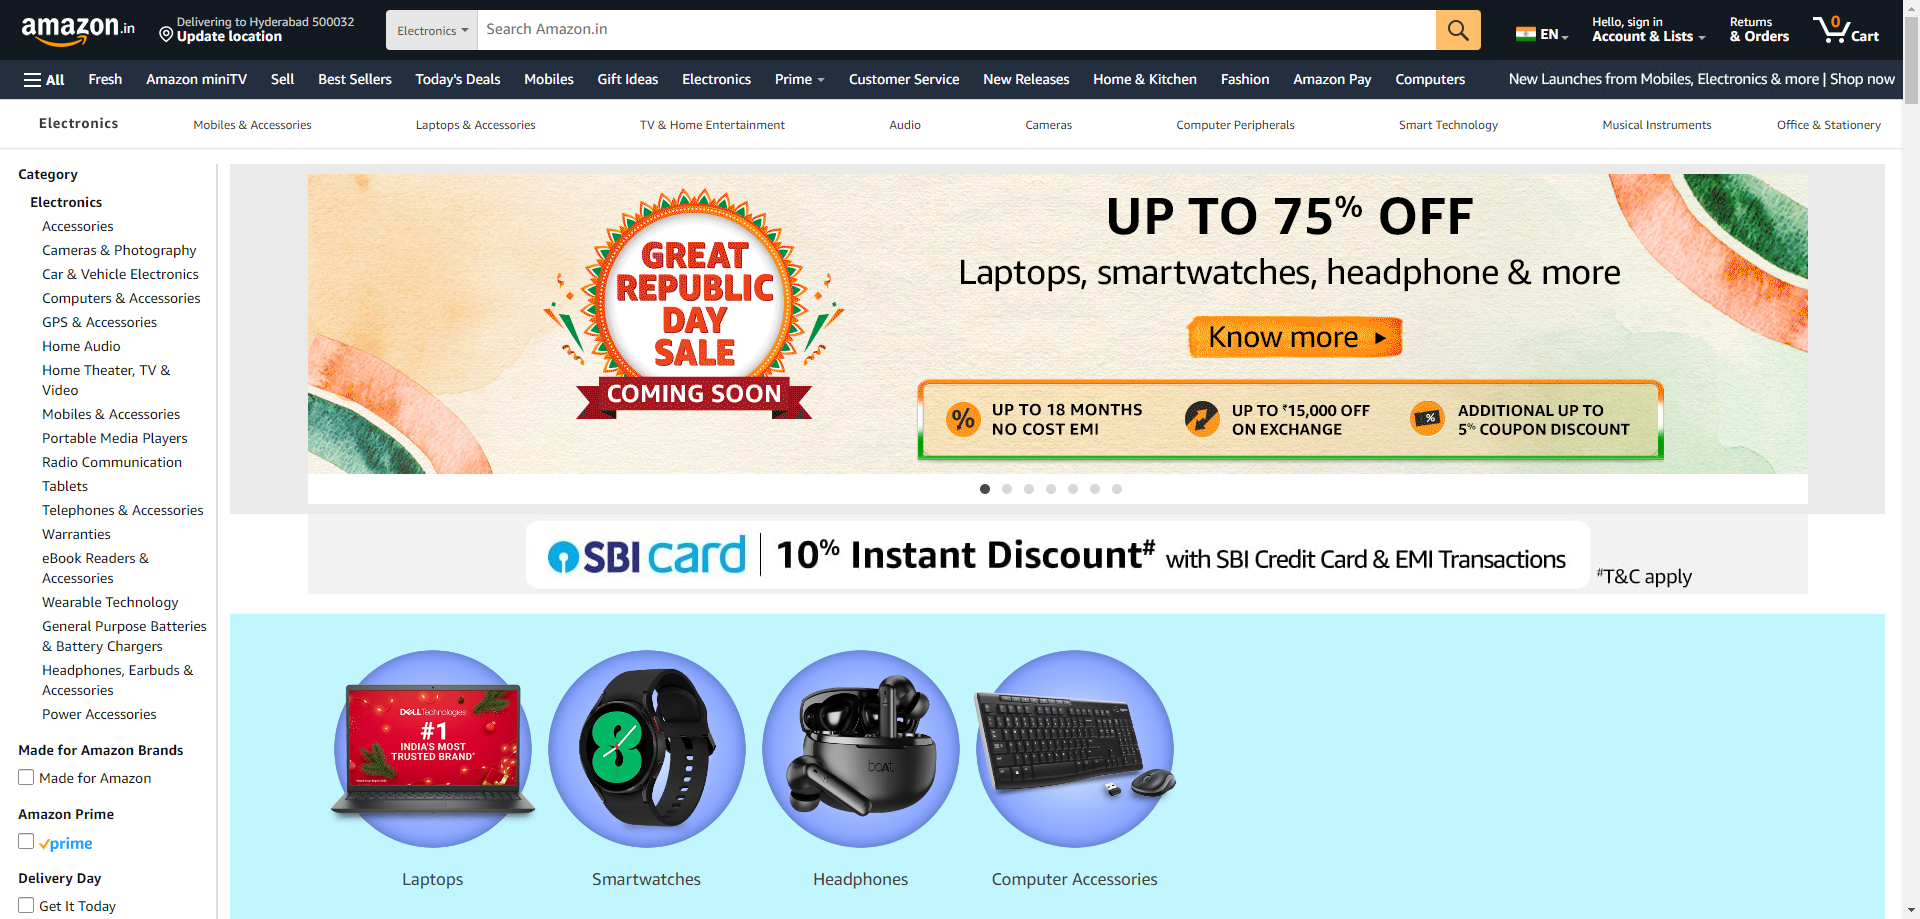 amazon.in
Delivering to Hyderabad 500032
Update location
Electronics
Search Amazon.in
EN
Hello, sign in
Account & Lists
Returns
& Orders
0
Cart
All
Fresh
Amazon miniTV
Sell
Best Sellers
Today's Deals
Mobiles
Gift Ideas
Electronics
Prime
Customer Service
New Releases
Home & Kitchen
Fashion
Amazon Pay
Computers
New Launches from Mobiles, Electronics & more | Shop now
Electronics
Mobiles & Accessories
Laptops & Accessories
TV & Home Entertainment
Audio
Cameras
Computer Peripherals
Smart Technology
Musical Instruments
Office & Stationery
Category
Electronics
Accessories
Cameras & Photography
Car & Vehicle Electronics
Computers & Accessories
GPS & Accessories
Home Audio
Home Theater, TV &
Video
Mobiles & Accessories
Portable Media Players
Radio Communication
Tablets
Telephones & Accessories
Warranties
eBook Readers &
Accessories
Wearable Technology
General Purpose Batteries
& Battery Chargers
Headphones, Earbuds &
Accessories
Power Accessories
Made for Amazon Brands
Made for Amazon
Amazon Prime
prime
Delivery Day
Get It Today
GREAT
REPUBLIC
DAY
SALE
COMING SOON
UP TO 75% OFF
Laptops, smartwatches, headphone & more
Know more
%
UP TO 18 MONTHS
NO COST EMI
UP TO ₹15,000 OFF
ON EXCHANGE
%
ADDITIONAL UP TO
5% COUPON DISCOUNT
SBI card
10% Instant Discount# with SBI Credit Card & EMI Transactions
#T&C apply
DELL Technologies
#1
INDIA'S MOST
TRUSTED BRAND*
8
boAt
Laptops
Smartwatches
Headphones
Computer Accessories